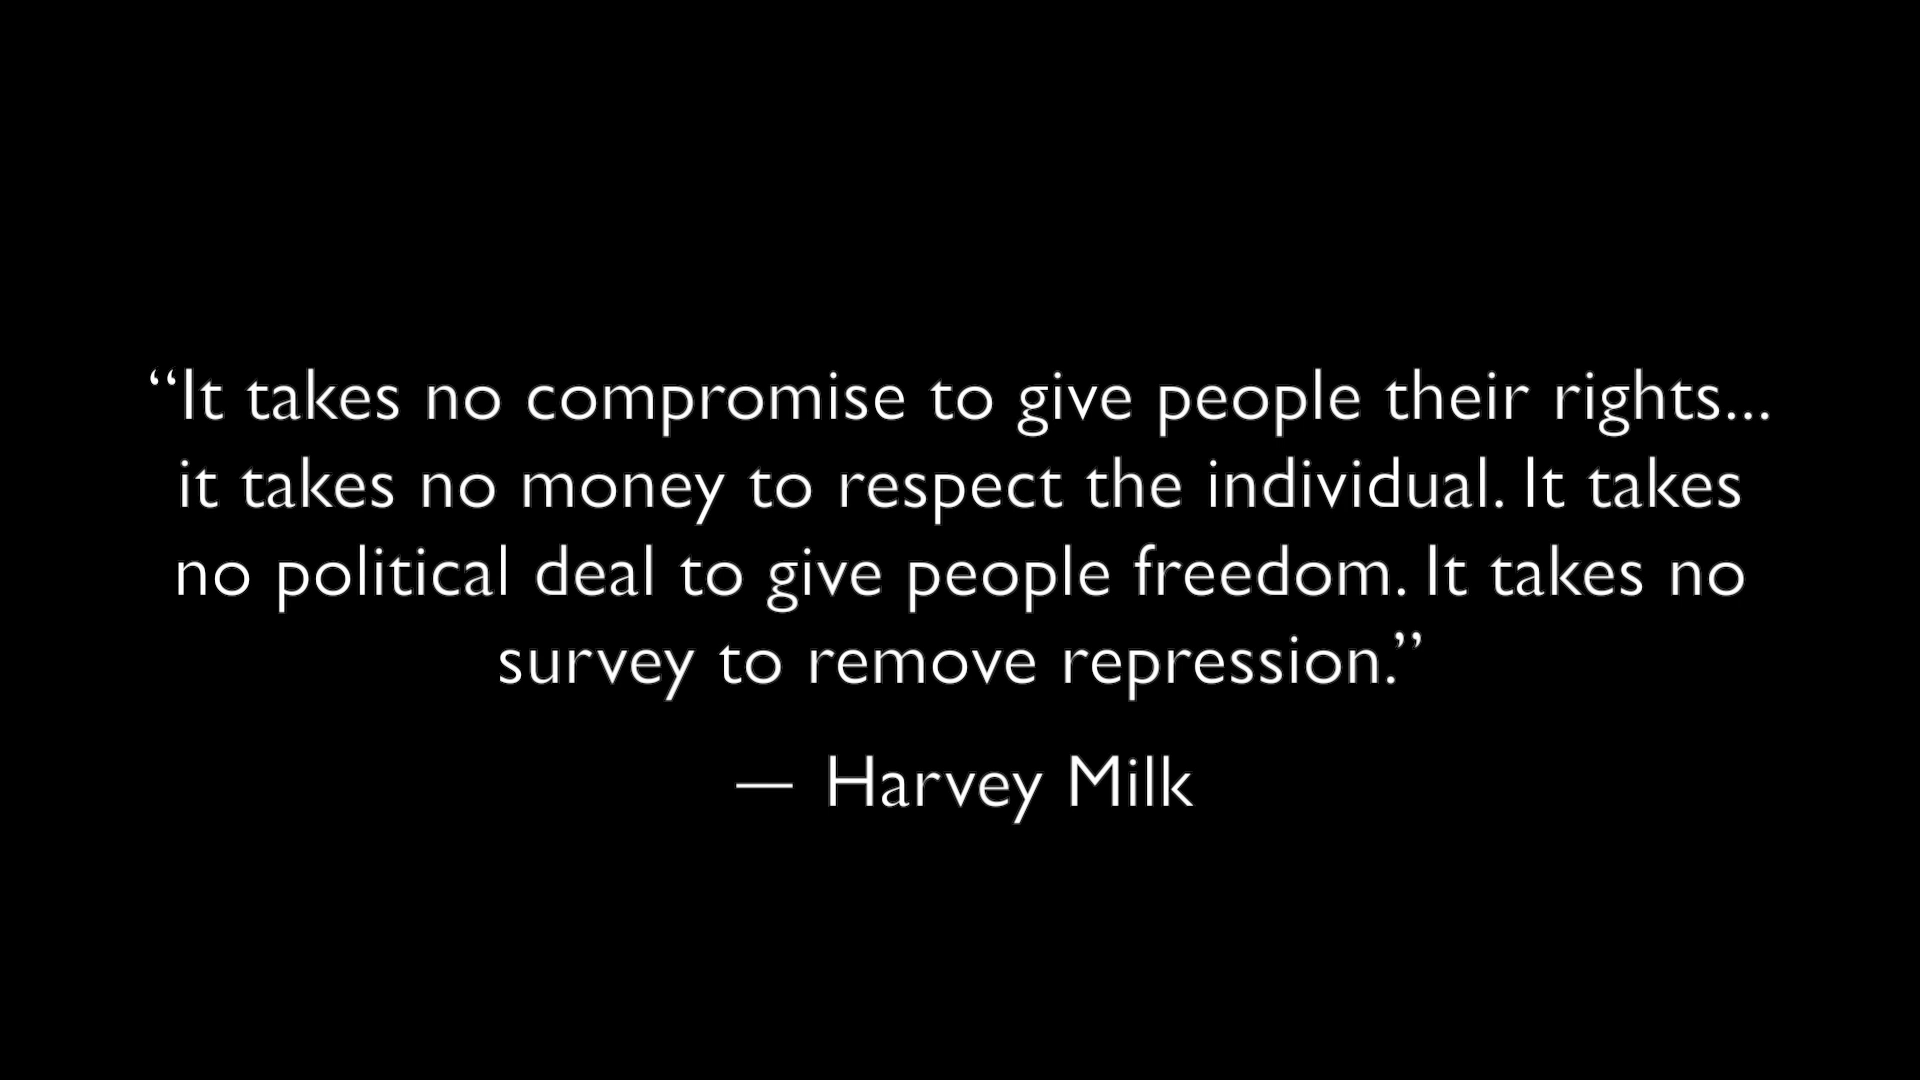 “It takes no compromise to give people their rights...
it takes no money to respect the individual. It takes
no political deal to give people freedom. It takes no
survey to remove repression.”
— Harvey Milk